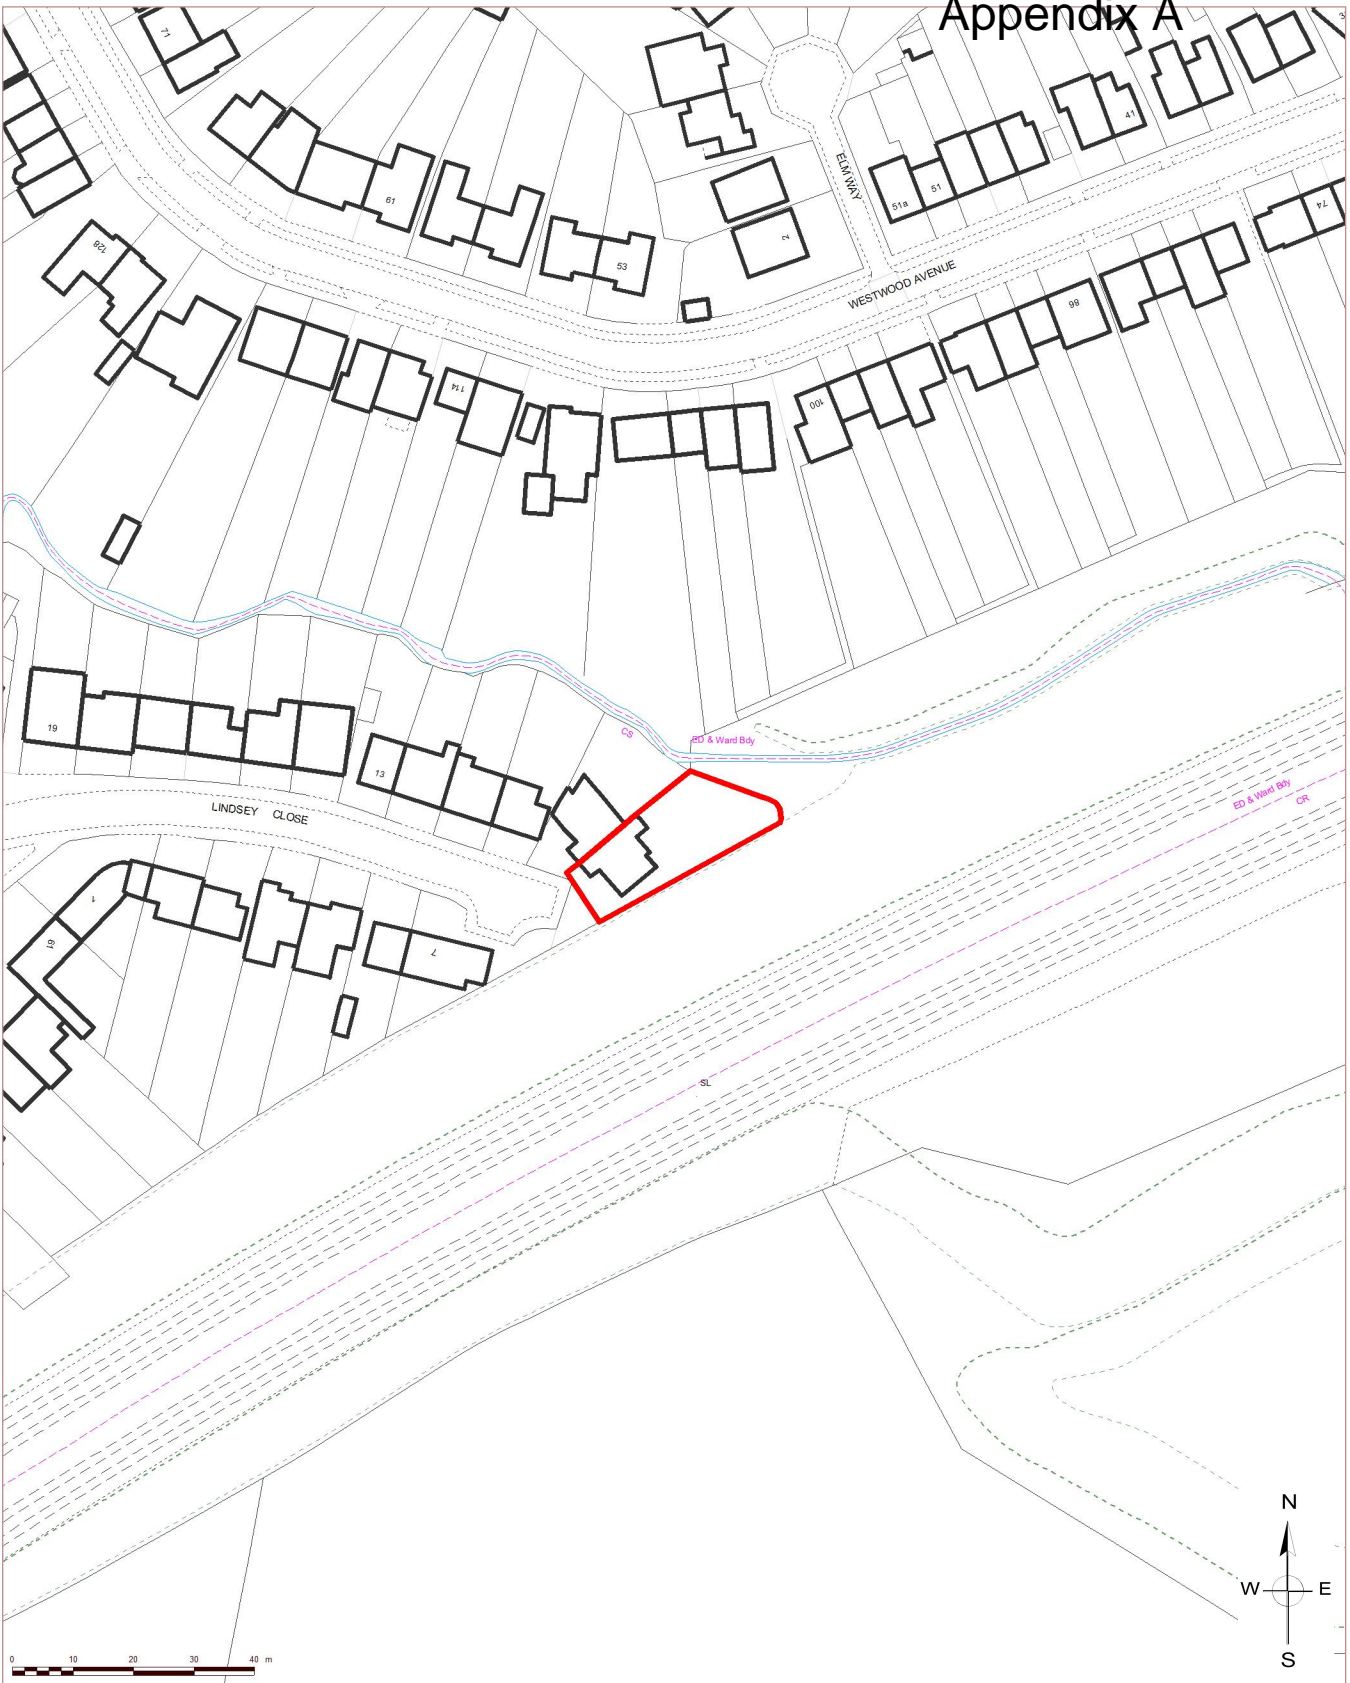 Appendix A
71
41
ELM WAY
51
51a
61
74
128
2
53
WESTWOOD AVENUE
98
114
100
19
CS
ED & Ward Bdy
13
ED & Ward Bdy
CR
LINDSEY CLOSE
1
61
7
SL
N
W E
S
0 10 20 30 40 m